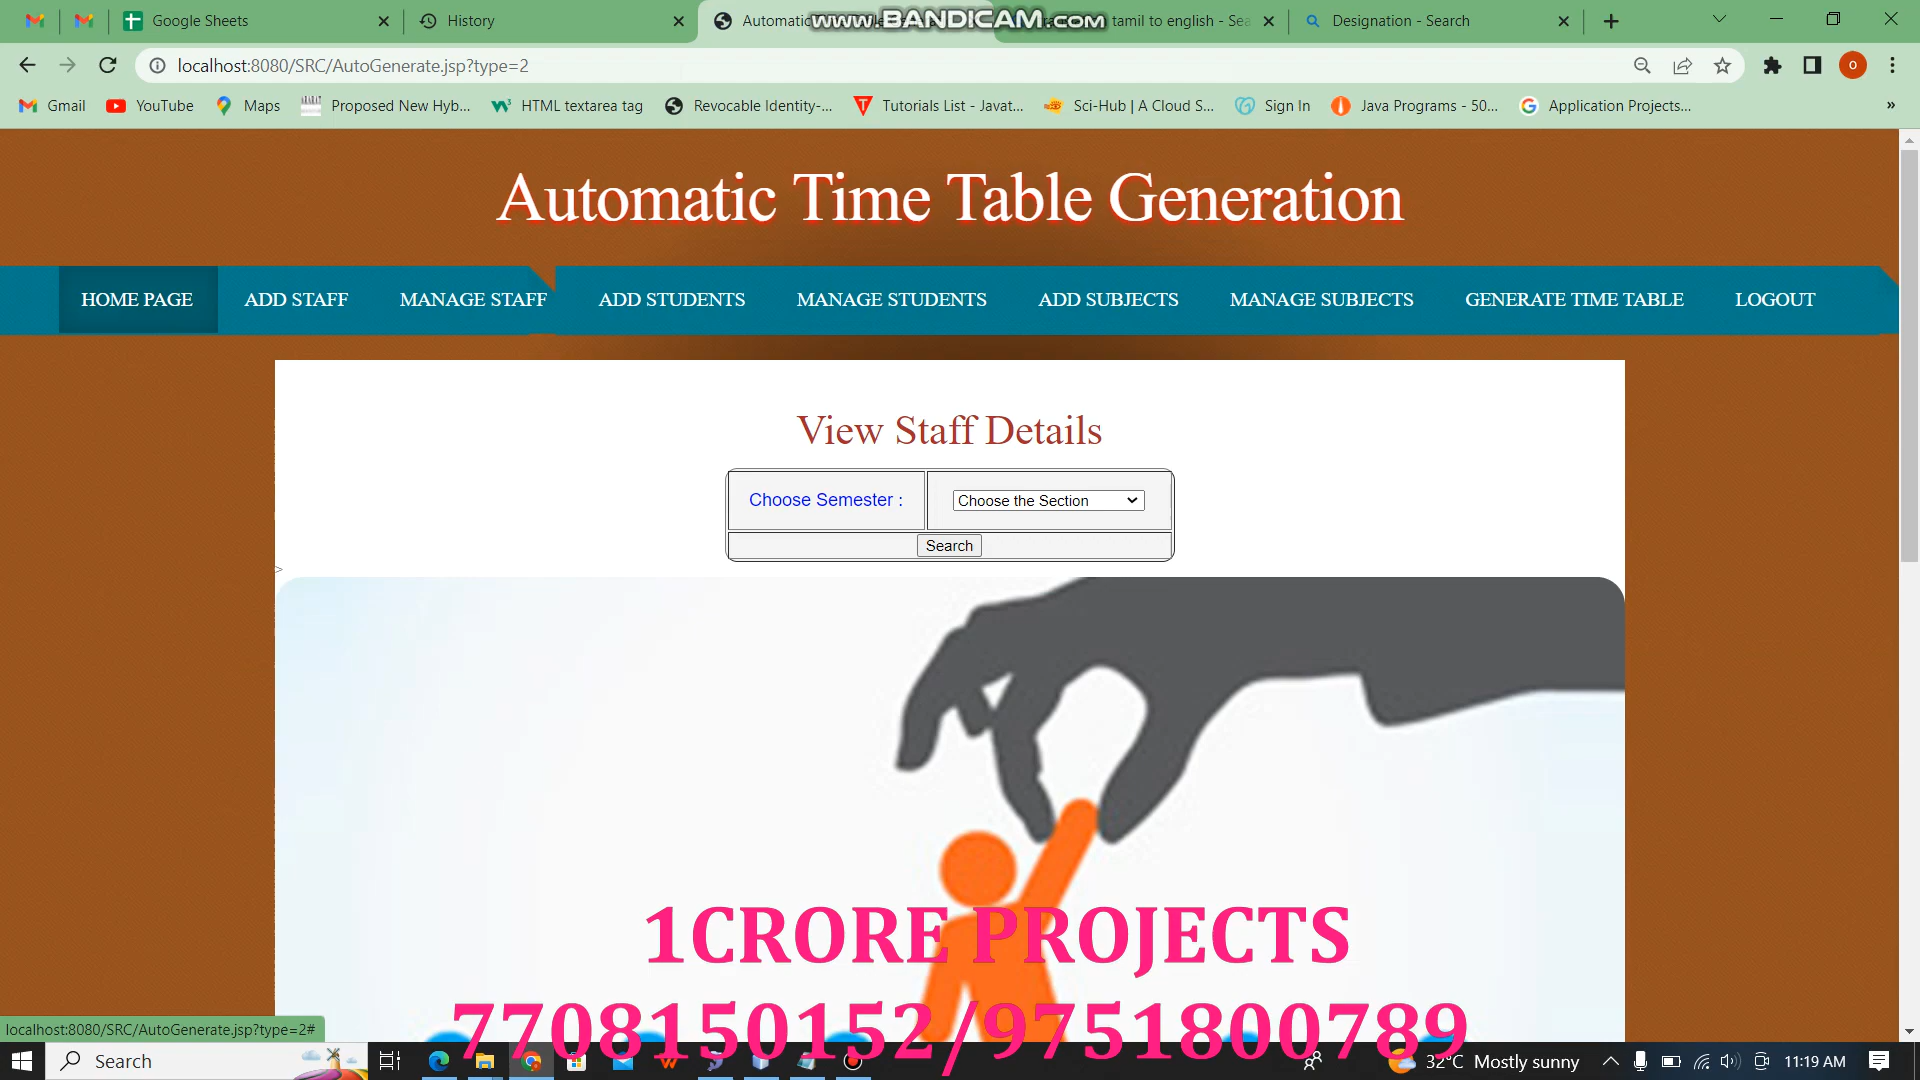 Google Sheets
History
Automatic
www.BANDICAM.com
tamil to english - Sea
Designation - Search
localhost:8080/SRC/AutoGenerate.jsp?type=2
O
Gmail
YouTube
Maps
Proposed New Hyb...
HTML textarea tag
Revocable Identity-...
Tutorials List - Javat...
Sci-Hub | A Cloud S...
Sign In
Java Programs - 50...
Application Projects...
»
Automatic Time Table Generation
HOME PAGE
ADD STAFF
MANAGE STAFF
ADD STUDENTS
MANAGE STUDENTS
ADD SUBJECTS
MANAGE SUBJECTS
GENERATE TIME TABLE
LOGOUT
View Staff Details
Choose Semester :
Choose the Section
Search
>
1CRORE PROJECTS
7708150152/9751800789
localhost:8080/SRC/AutoGenerate.jsp?type=2#
Search
32°C Mostly sunny
11:19 AM